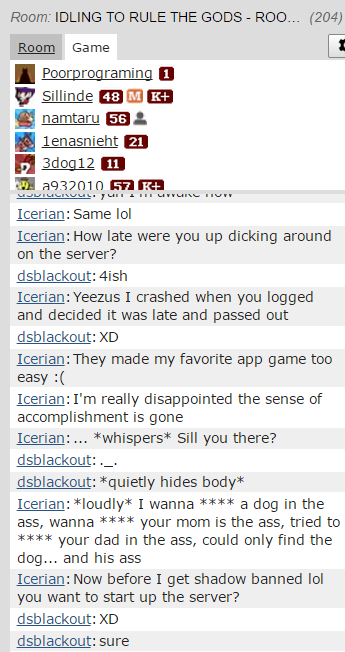 Room: IDLING TO RULE THE GODS - ROO... (204)
Room Game
Poorprograming 1
Sillinde 48 M K+
namtaru 56
1enasnieht 21
3dog12 11
a932010 57 K+
dsblackout: yah I'm awake now
Icerian: Same lol
Icerian: How late were you up dicking around
on the server?
dsblackout: 4ish
Icerian: Yeezus I crashed when you logged
and decided it was late and passed out
dsblackout: XD
Icerian: They made my favorite app game too
easy :(
Icerian: I'm really disappointed the sense of
accomplishment is gone
Icerian: ... *whispers* Sill you there?
dsblackout: ._.
dsblackout: *quietly hides body*
Icerian: *loudly* I wanna **** a dog in the
ass, wanna **** your mom is the ass, tried to
**** your dad in the ass, could only find the
dog... and his ass
Icerian: Now before I get shadow banned lol
you want to start up the server?
dsblackout: XD
dsblackout: sure